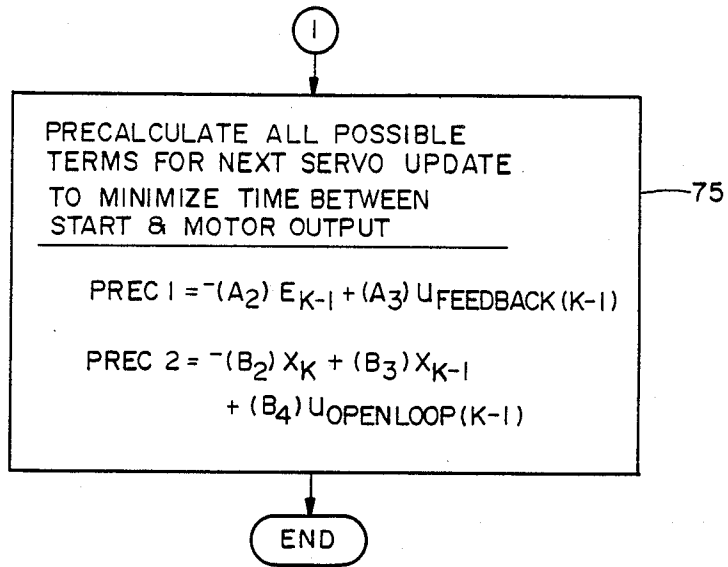 1
PRECALCULATE ALL POSSIBLE
TERMS FOR NEXT SERVO UPDATE
TO MINIMIZE TIME BETWEEN
START & MOTOR OUTPUT
75
PREC 1 = -(A2) EK-1 + (A3) UFEEDBACK(K-1)
PREC 2 = -(B2) XK + (B3) XK-1
+ (B4) UOPENLOOP(K-1)
END